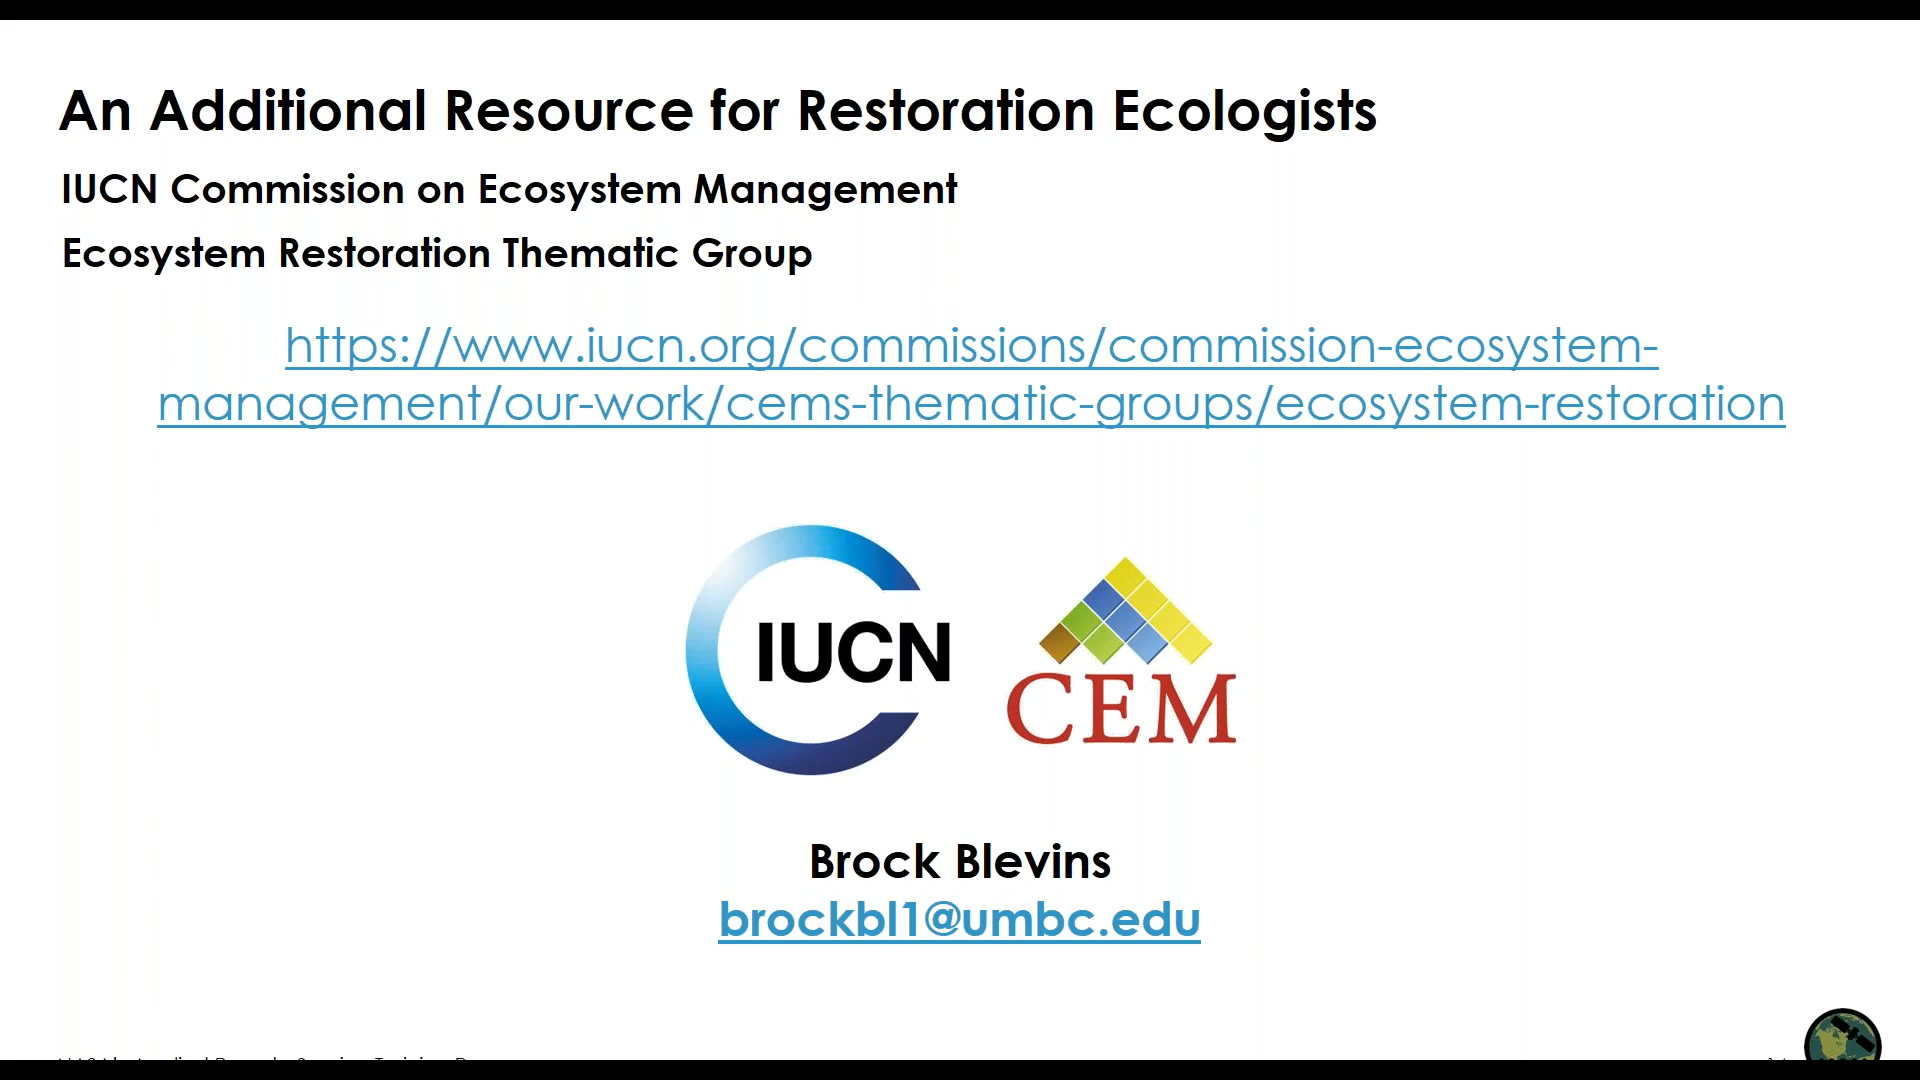 An Additional Resource for Restoration Ecologists
IUCN Commission on Ecosystem Management
Ecosystem Restoration Thematic Group
https://www.iucn.org/commissions/commission-ecosystem-
management/our-work/cems-thematic-groups/ecosystem-restoration
IUCN
CEM
Brock Blevins
brockbl1@umbc.edu